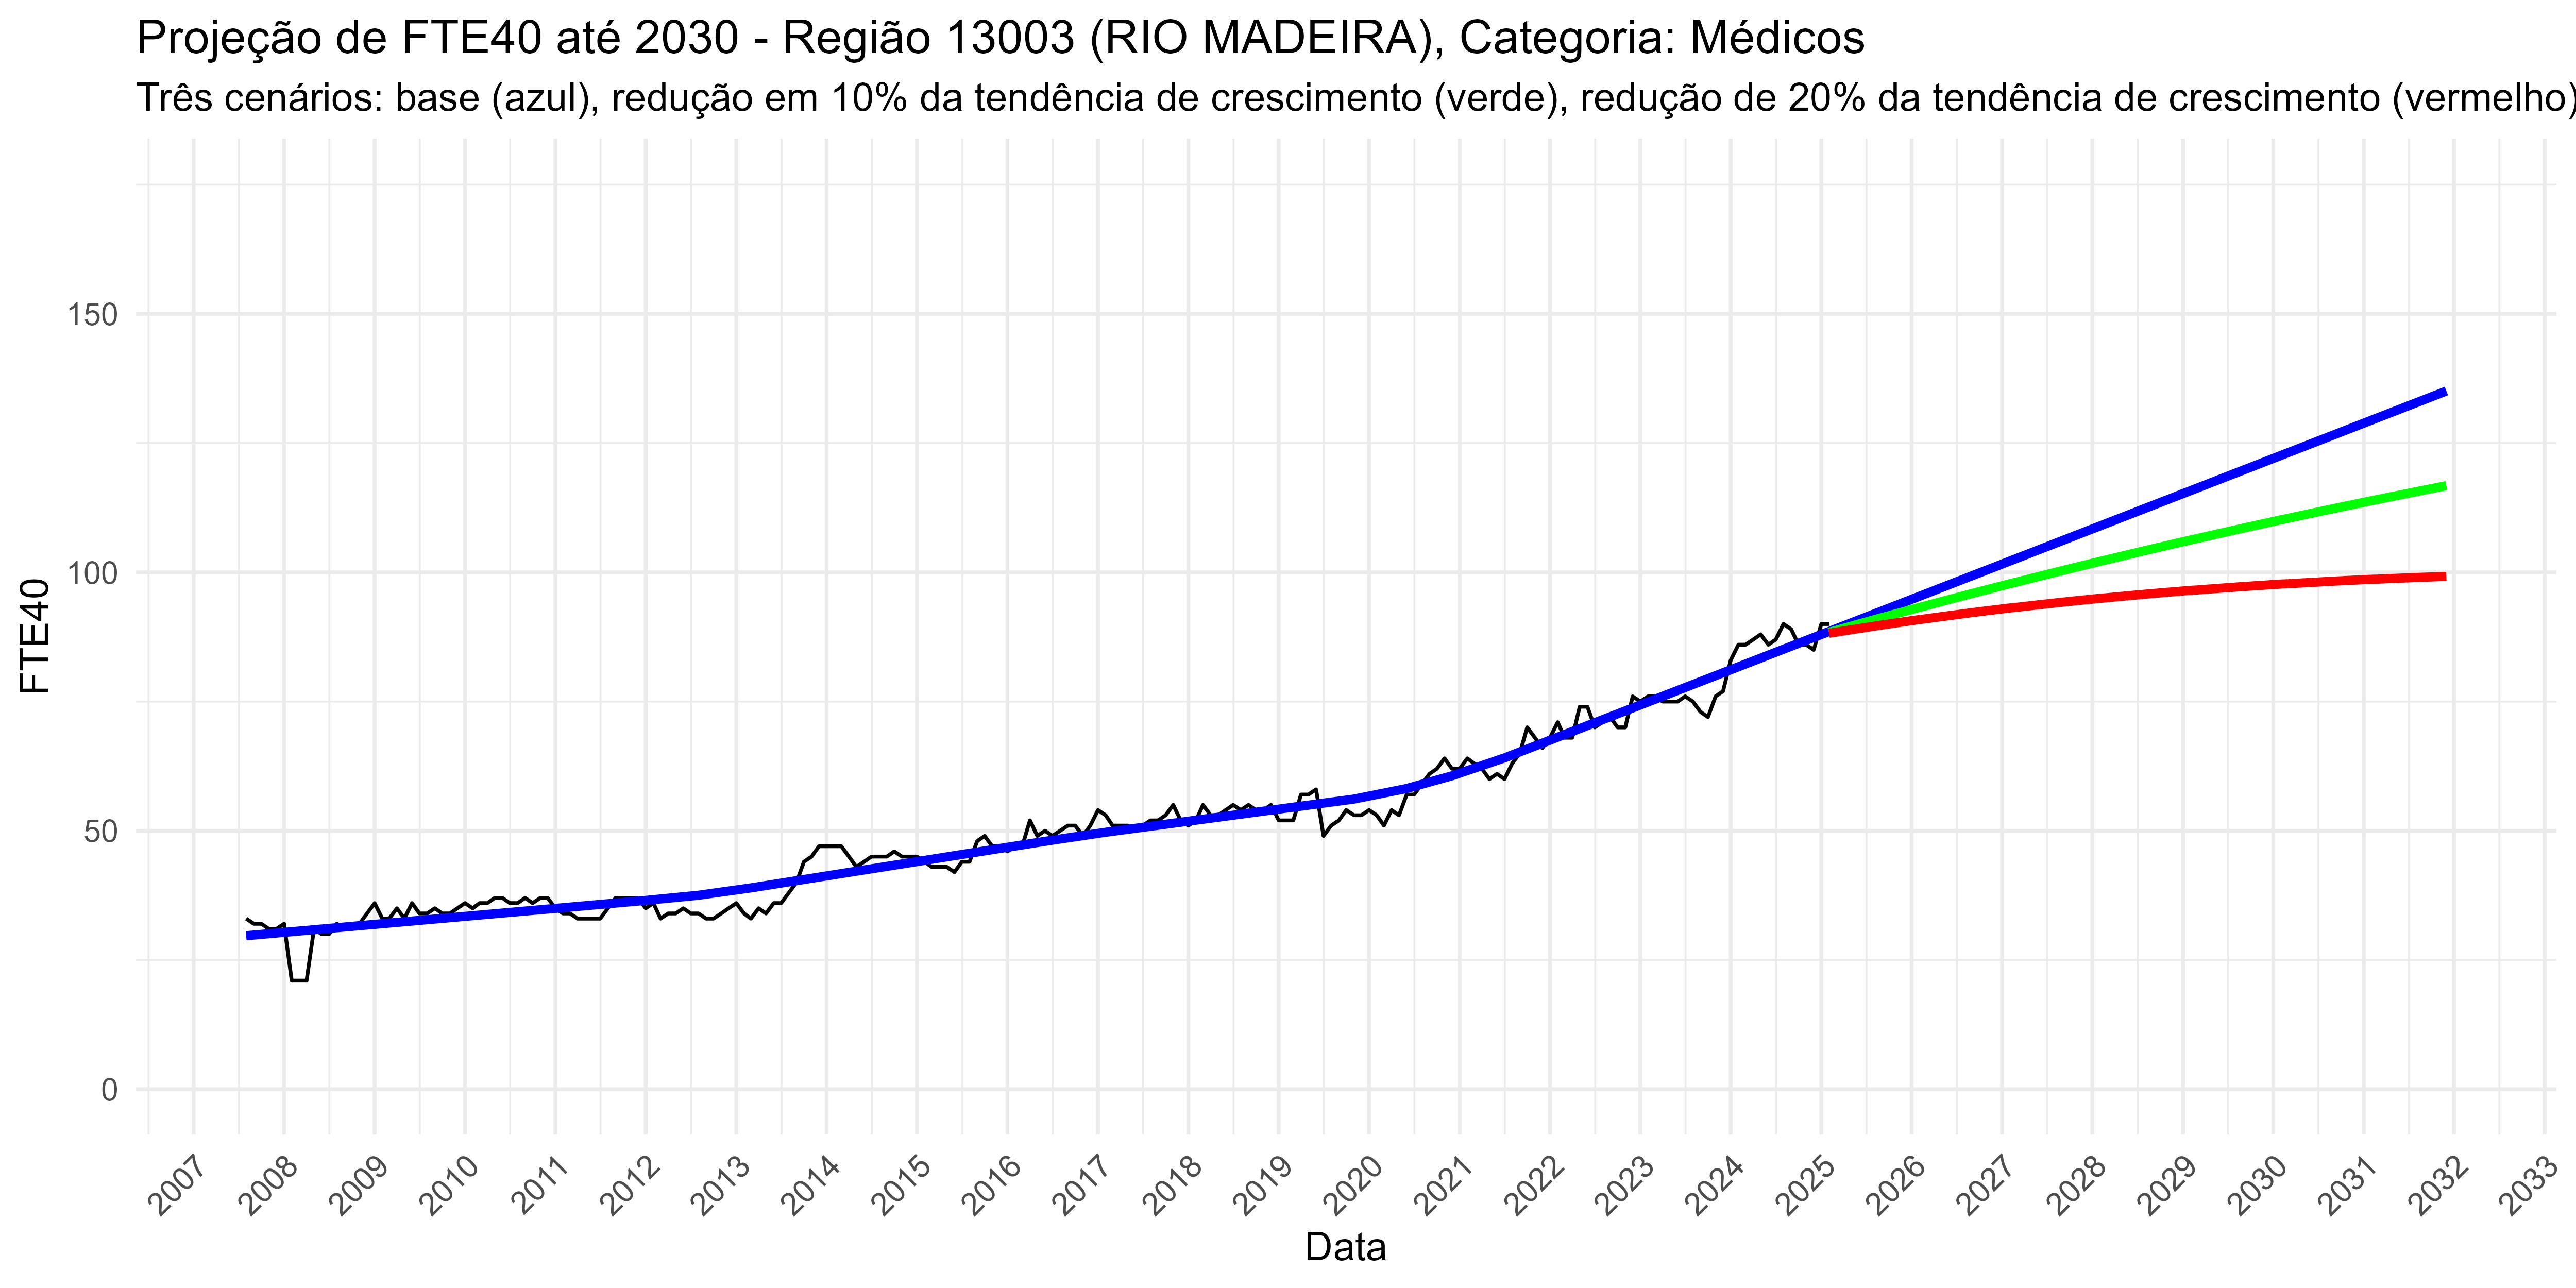 Projeção de FTE40 até 2030 - Região 13003 (RIO MADEIRA), Categoria: Médicos
Três cenários: base (azul), redução em 10% da tendência de crescimento (verde), redução de 20% da tendência de crescimento (vermelho)
150
100
50
0
FTE40
2007 2008 2009 2010 2011 2012 2013 2014 2015 2016 2017 2018 2019 2020 2021 2022 2023 2024 2025 2026 2027 2028 2029 2030 2031 2032 2033
Data